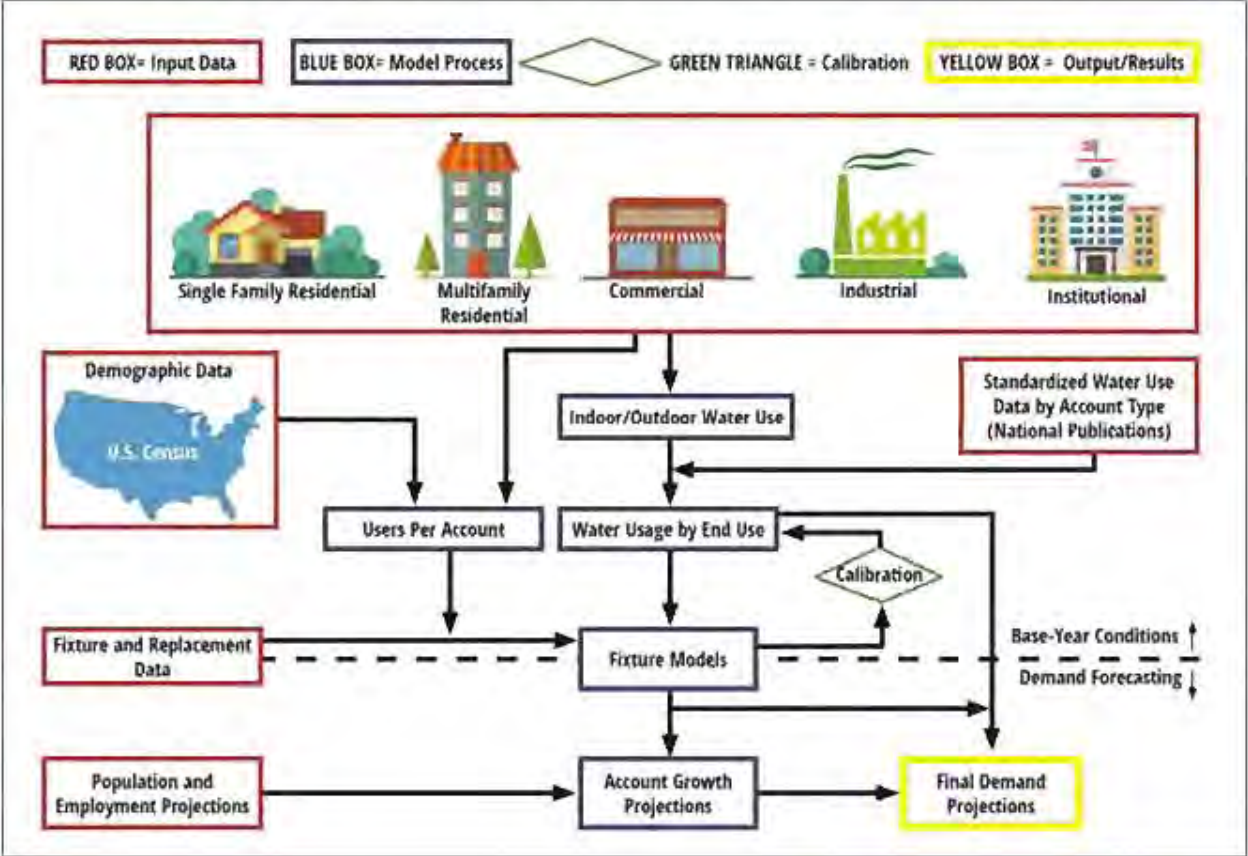 RED BOX= Input Data
BLUE BOX= Model Process
GREEN TRIANGLE = Calibration
YELLOW BOX = Output/Results
Single Family Residential
Multifamily
Residential
Commercial
Industrial
Institutional
Demographic Data
U.S. Census
Indoor/Outdoor Water Use
Standardized Water Use
Data by Account Type
(National Publications)
Users Per Account
Water Usage by End Use
Calibration
Fixture and Replacement
Data
Fixture Models
Base-Year Conditions
Demand Forecasting
Population and
Employment Projections
Account Growth
Projections
Final Demand
Projections